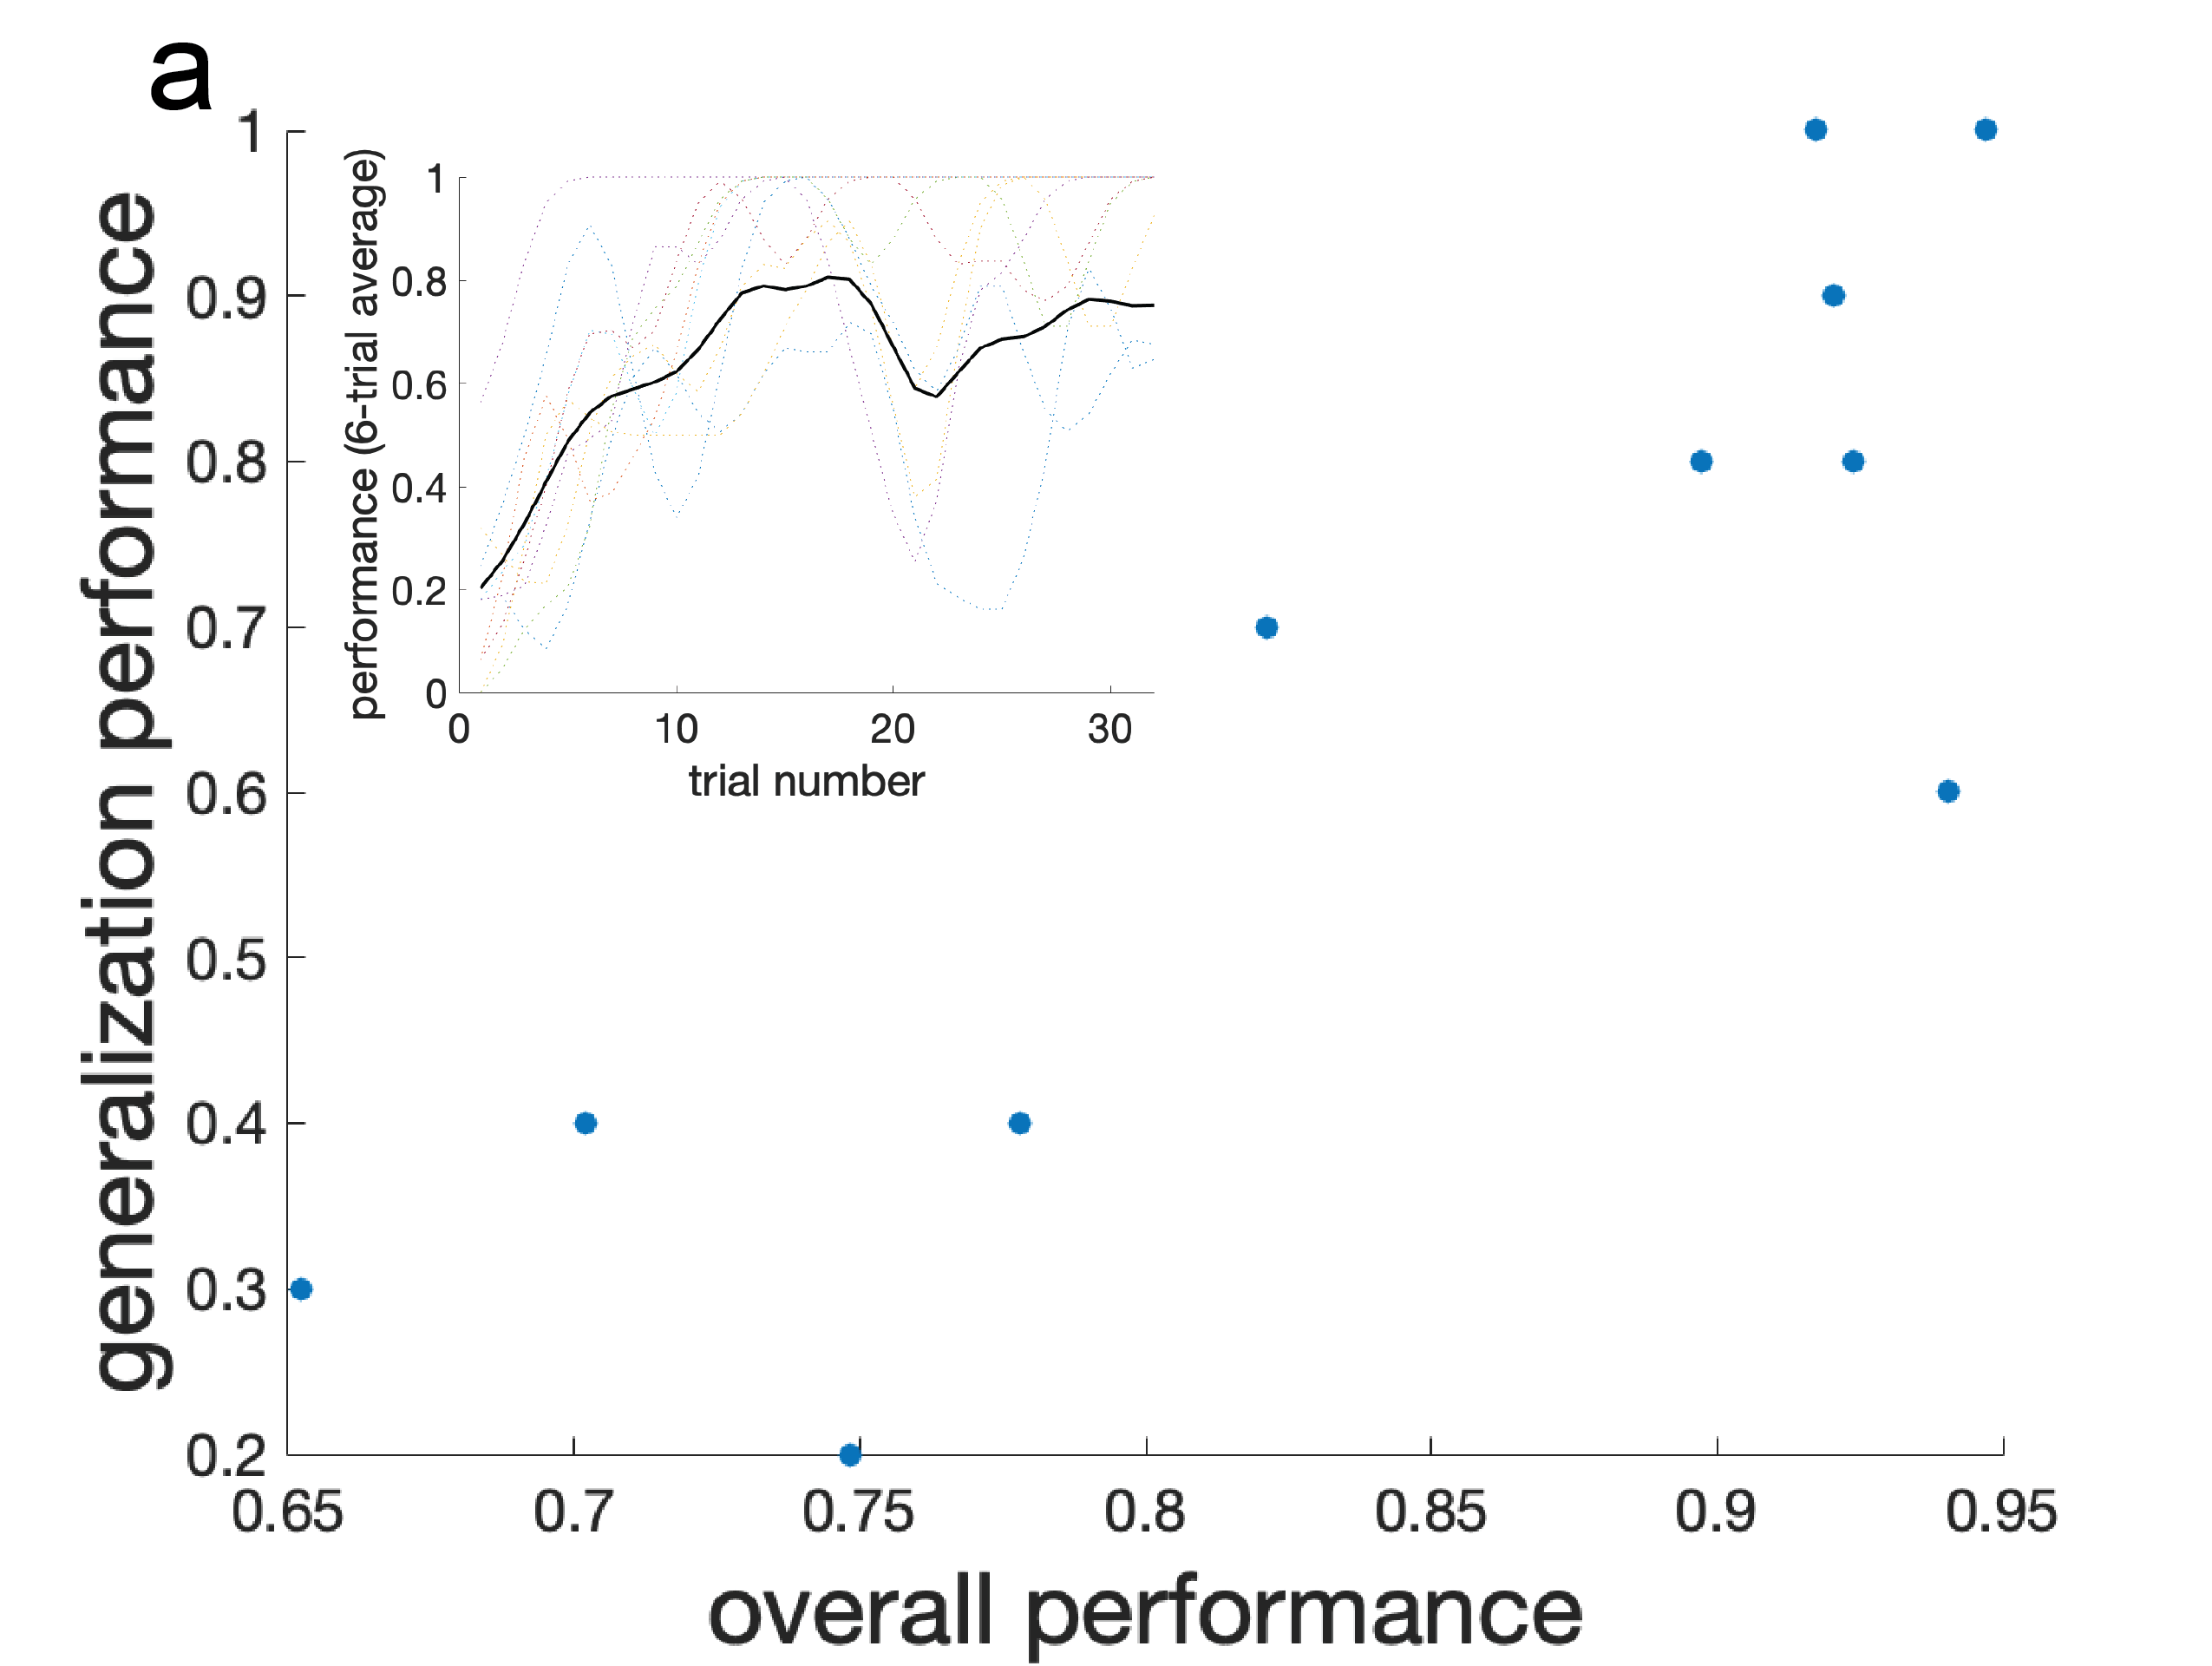 a
generalization performance
1
0.9
0.8
0.7
0.6
0.5
0.4
0.3
0.2
performance (6-trial average)
1
0.8
0.6
0.4
0.2
0
0 10 20 30
trial number
0.65 0.7 0.75 0.8 0.85 0.9 0.95
overall performance